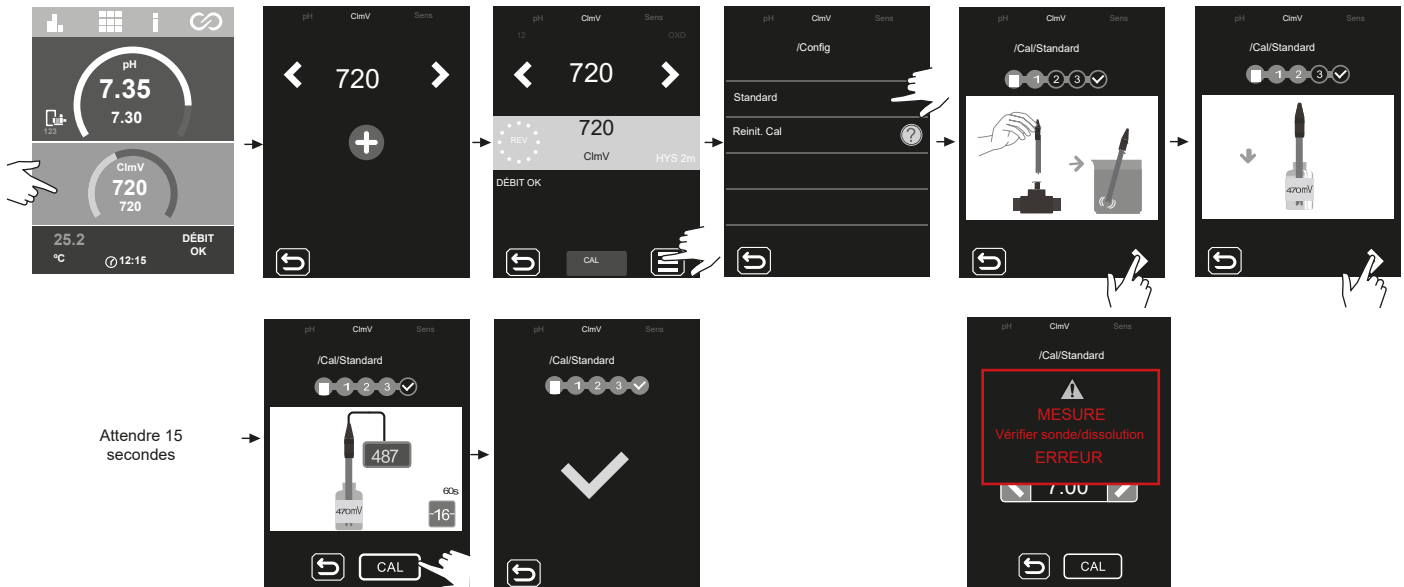 pH
7.35
7.30
123
ClmV
720
720
25.2
ºC
12:15
DÉBIT
OK
pH ClmV Sens
720
pH ClmV Sens
12 OXD
720
REV
720
ClmV
HYS 2m
DÉBIT OK
CAL
pH ClmV Sens
/Config
Standard
Reinit. Cal ?
pH ClmV Sens
/Cal/Standard
1 2 3
pH ClmV Sens
/Cal/Standard
1 2 3
470mV
Attendre 15
secondes
pH ClmV Sens
/Cal/Standard
1 2 3
487
60s
470mV
-16-
CAL
pH ClmV Sens
/Cal/Standard
1 2 3
pH ClmV Sens
/Cal/Standard
MESURE
Vérifier sonde/dissolution
ERREUR
7.00
CAL